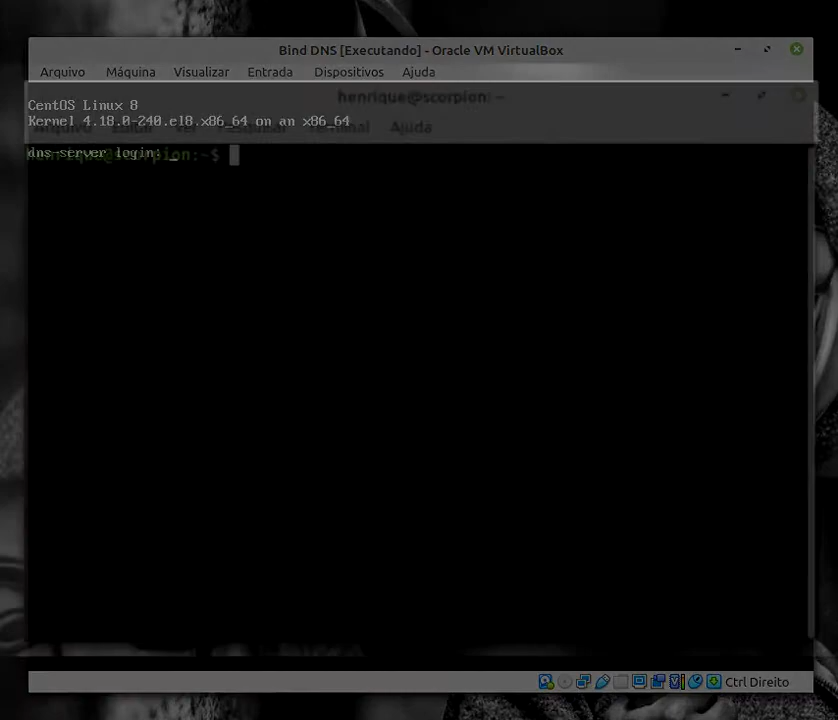 Bind DNS [Executando] - Oracle VM VirtualBox
Arquivo Máquina Visualizar Entrada Dispositivos Ajuda
henrique@scorpion: ~
Arquivo Editar Ver Pesquisar Terminal Ajuda
CentOS Linux 8
Kernel 4.18.0-240.el8.x86_64 on an x86_64
dns-server login: _
henrique@scorpion:~$
Ctrl Direito